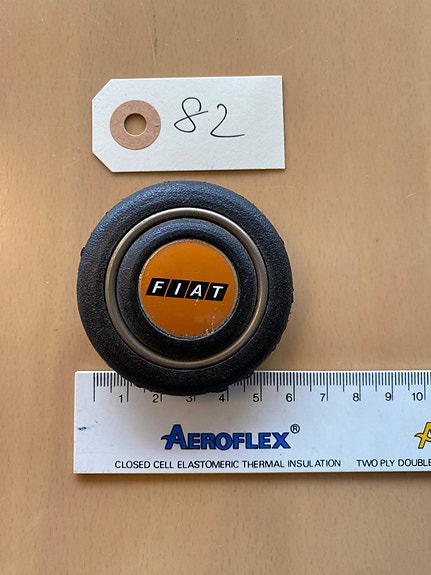 82
FIAT
1 2 3 4 5 6 7 8 9 10
AEROFLEX®
CLOSED CELL ELASTOMERIC THERMAL INSULATION TWO PLY DOUBLE